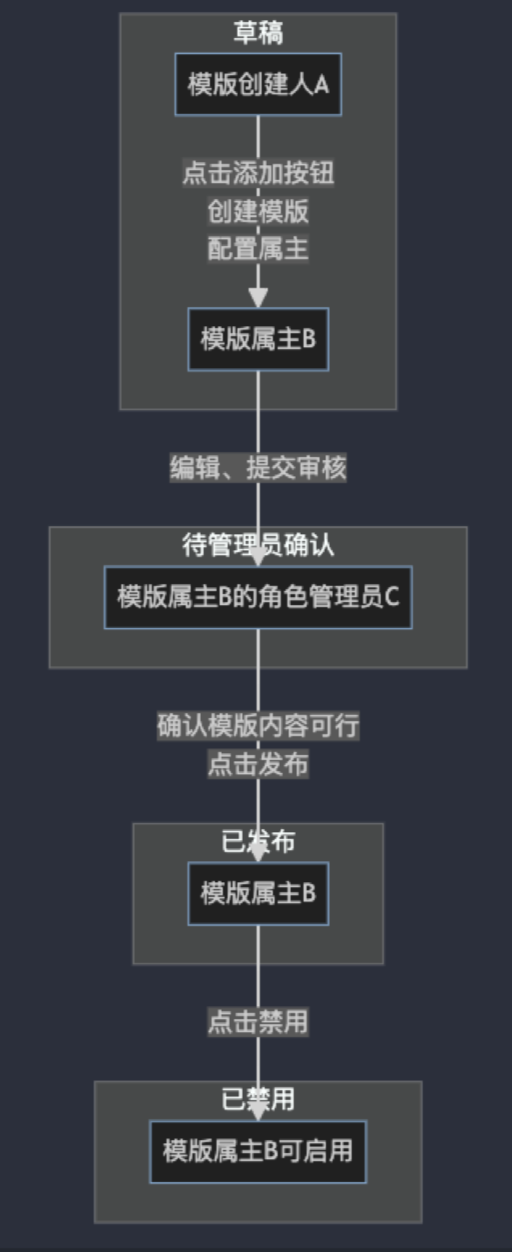 草稿
模版创建人A
点击添加按钮
创建模版
配置属主
模版属主B
编辑、提交审核
待管理员确认
模版属主B的角色管理员C
确认模版内容可行
点击发布
已发布
模版属主B
点击禁用
已禁用
模版属主B可启用